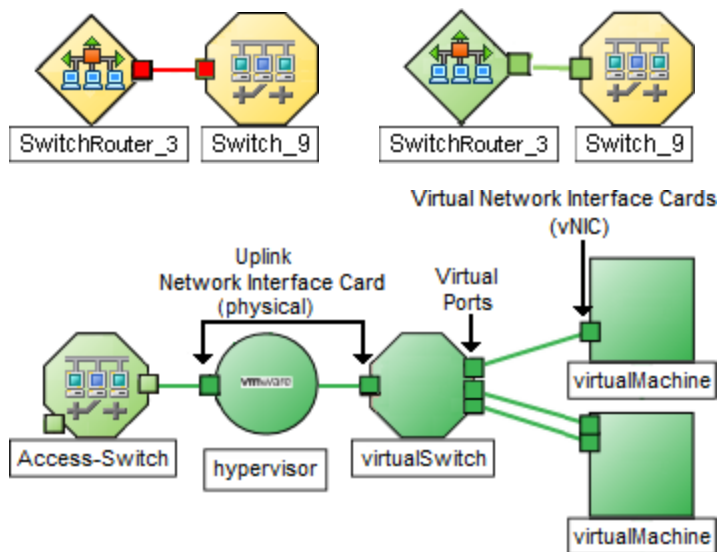 SwitchRouter_3
Switch_9
SwitchRouter_3
Switch_9
Virtual Network Interface Cards
(vNIC)
Uplink
Network Interface Card
(physical)
Virtual
Ports
vmware
virtualMachine
Access-Switch
hypervisor
virtualSwitch
virtualMachine